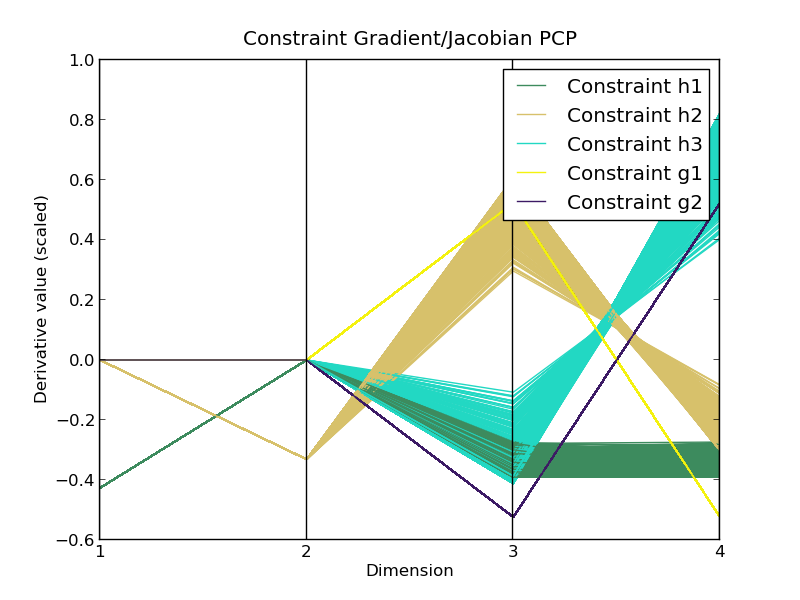 Constraint Gradient/Jacobian PCP
1.0
0.8
0.6
0.4
0.2
0.0
−0.2
−0.4
−0.6
Derivative value (scaled)
Constraint h1
Constraint h2
Constraint h3
Constraint g1
Constraint g2
1 2 3 4
Dimension